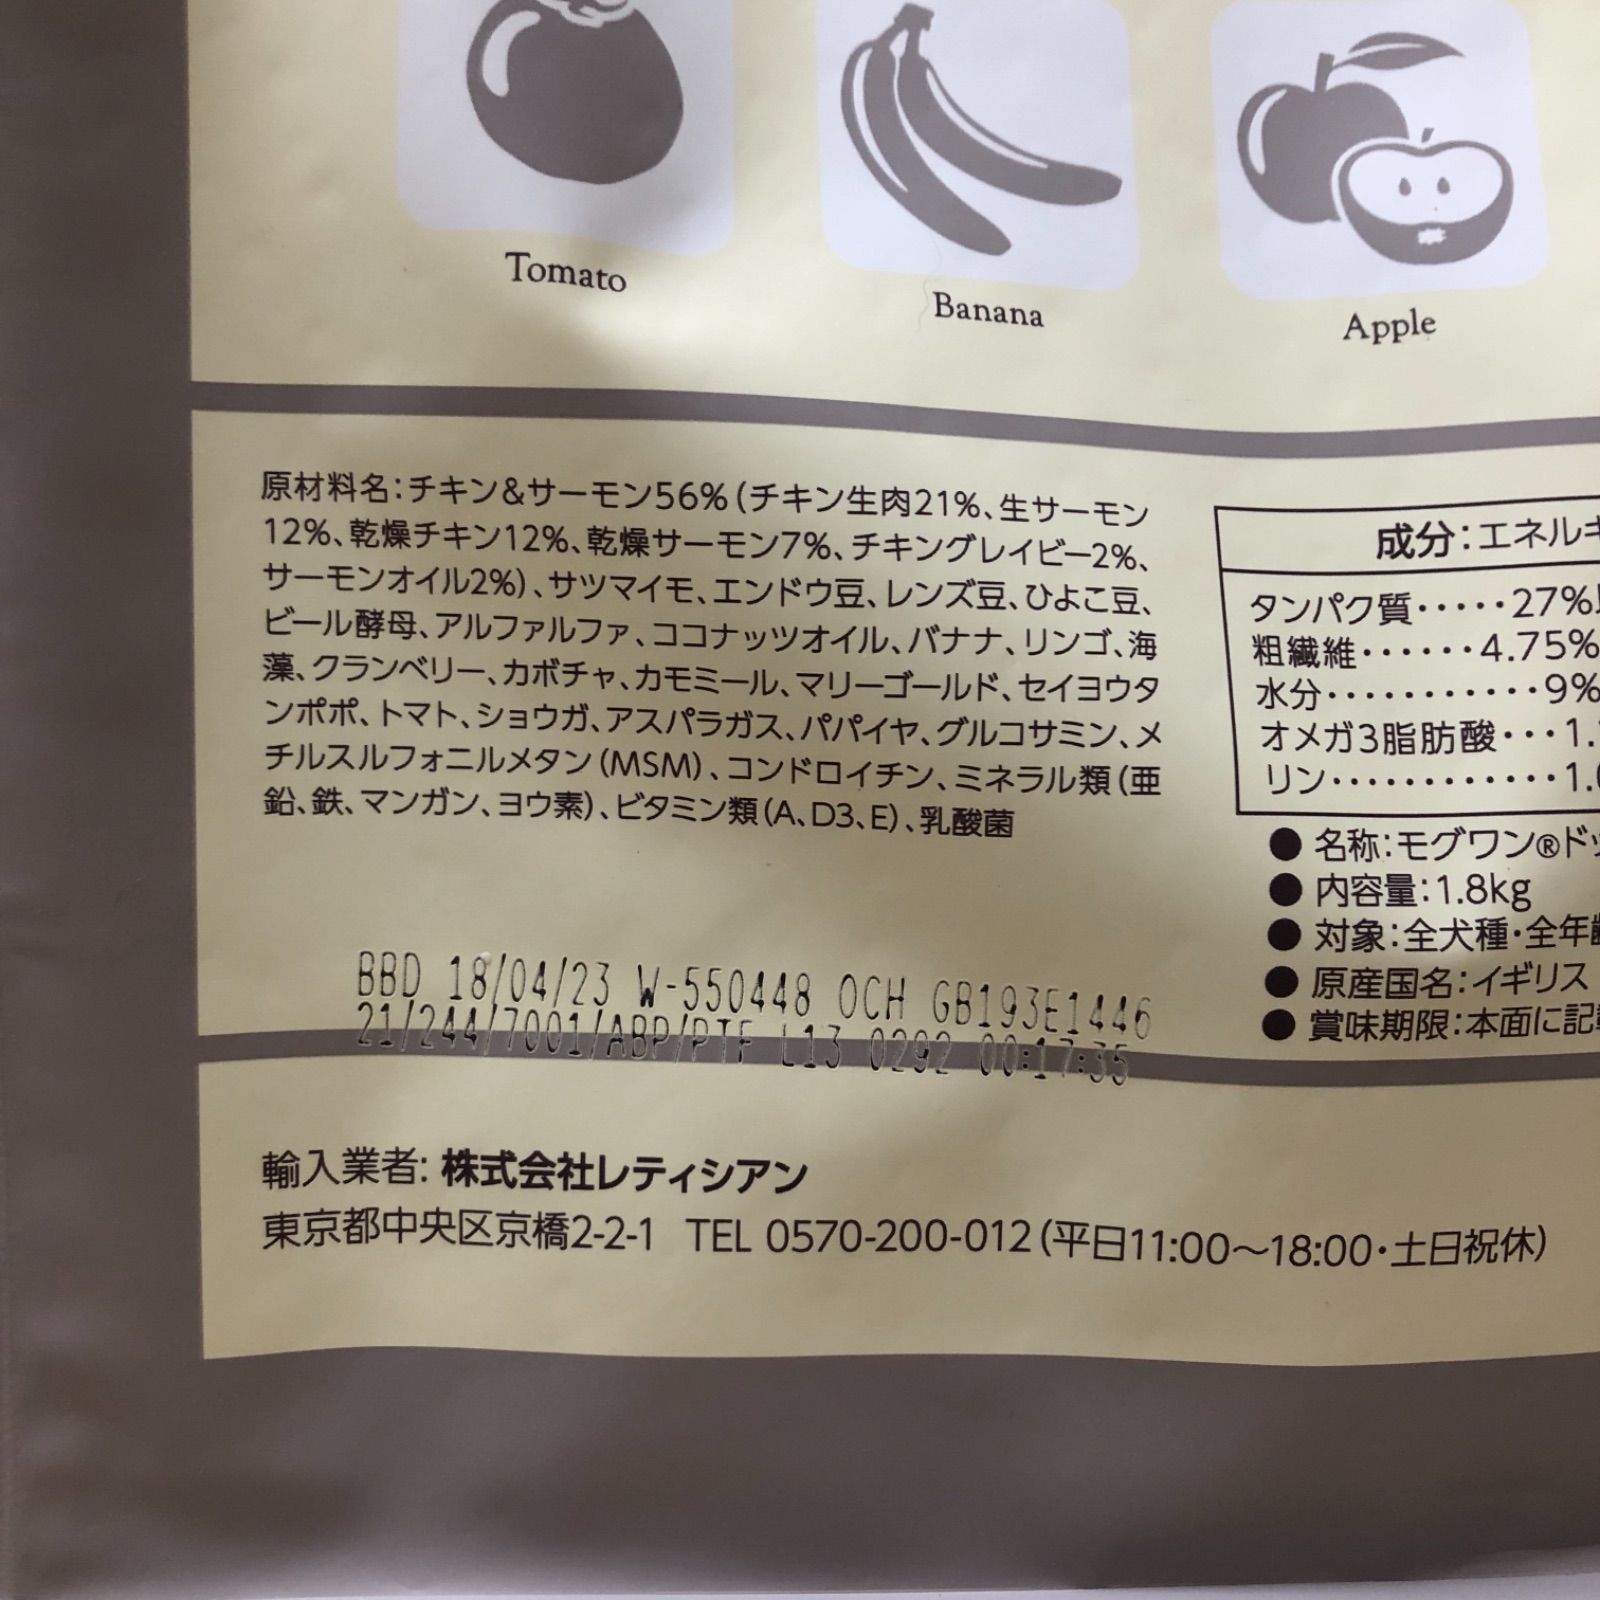 Tomato
Banana
Apple
原材料名：チキン&サーモン56%（チキン生肉21%、生サーモン
12%、乾燥チキン12%、乾燥サーモン7%、チキングレイビー2%、
サーモンオイル2%）、サツマイモ、エンドウ豆、レンズ豆、ひよこ豆、
ビール酵母、アルファルファ、ココナッツオイル、バナナ、リンゴ、海
藻、クランベリー、カボチャ、カモミール、マリーゴールド、セイヨウタ
ンポポ、トマト、ショウガ、アスパラガス、パパイヤ、グルコサミン、メ
チルスルフォニルメタン（MSM）、コンドロイチン、ミネラル類（亜
鉛、鉄、マンガン、ヨウ素）、ビタミン類（A、D3、E）、乳酸菌
成分：エネルギ
タンパク質・・・・・27%
粗繊維・・・・・・4.75%
水分・・・・・・・・・・・9%
オメガ3脂肪酸・・・1.
リン・・・・・・・・・・・・1.
● 名称：モグワン®ドッ
● 内容量：1.8kg
● 対象：全犬種・全年齢
● 原産国名：イギリス
● 賞味期限：本面に記載
BBD 18/04/23 W-550448 OCH GB193E1446
21/244/7001/ABP/PTF L13 0292 00:17:35
輸入業者：株式会社レティシアン
東京都中央区京橋2-2-1 TEL 0570-200-012（平日11:00～18:00・土日祝休）